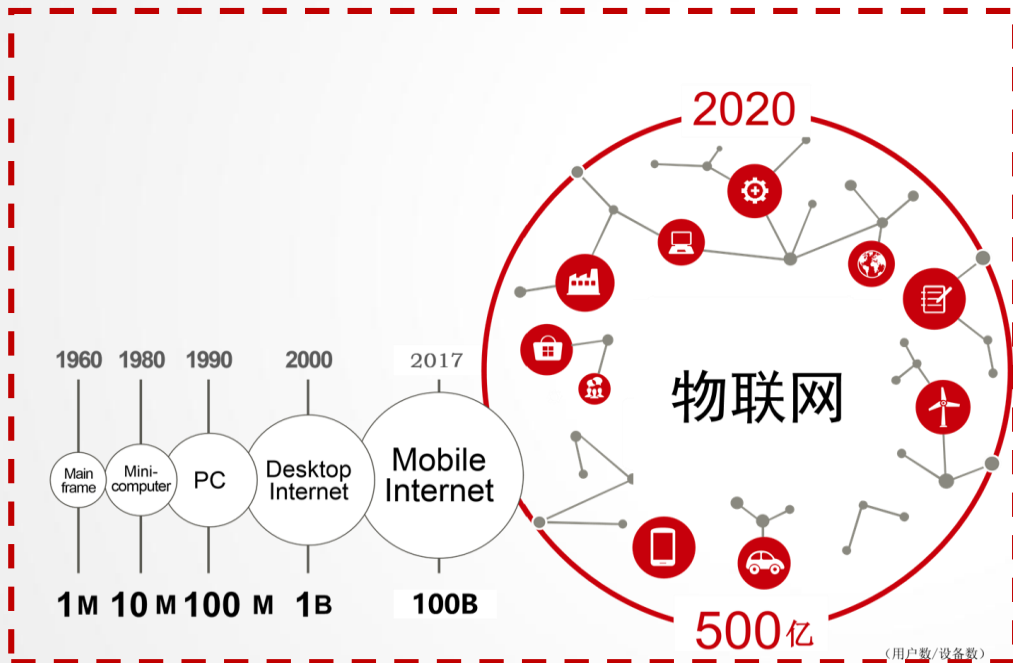 2020
1960
1980
1990
2000
2017
物联网
Main
frame
Mini-
computer
PC
Desktop
Internet
Mobile
Internet
1M
10 M
100 M
1B
100B
500亿
(用户数/设备数)